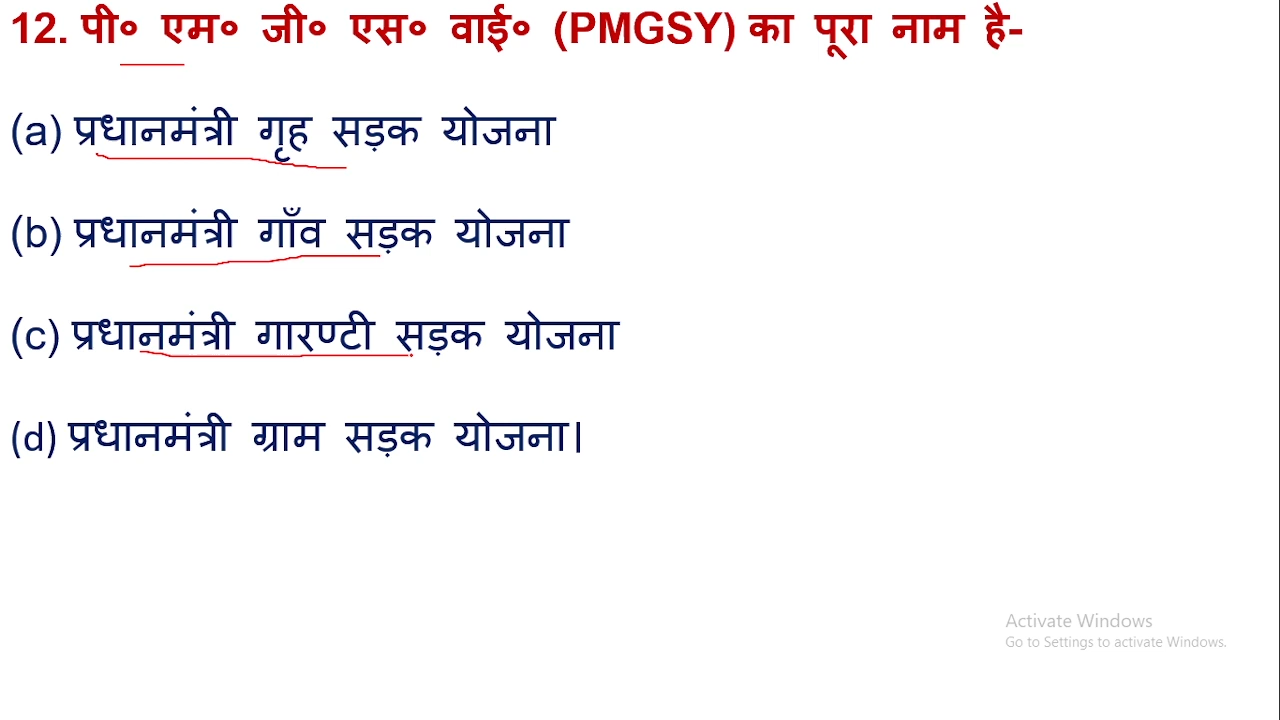 12. पी० एम० जी० एस० वाई० (PMGSY) का पूरा नाम है-
(a) प्रधानमंत्री गृह सड़क योजना
(b) प्रधानमंत्री गाँव सड़क योजना
(c) प्रधानमंत्री गारण्टी सड़क योजना
(d) प्रधानमंत्री ग्राम सड़क योजना।
Activate Windows
Go to Settings to activate Windows.